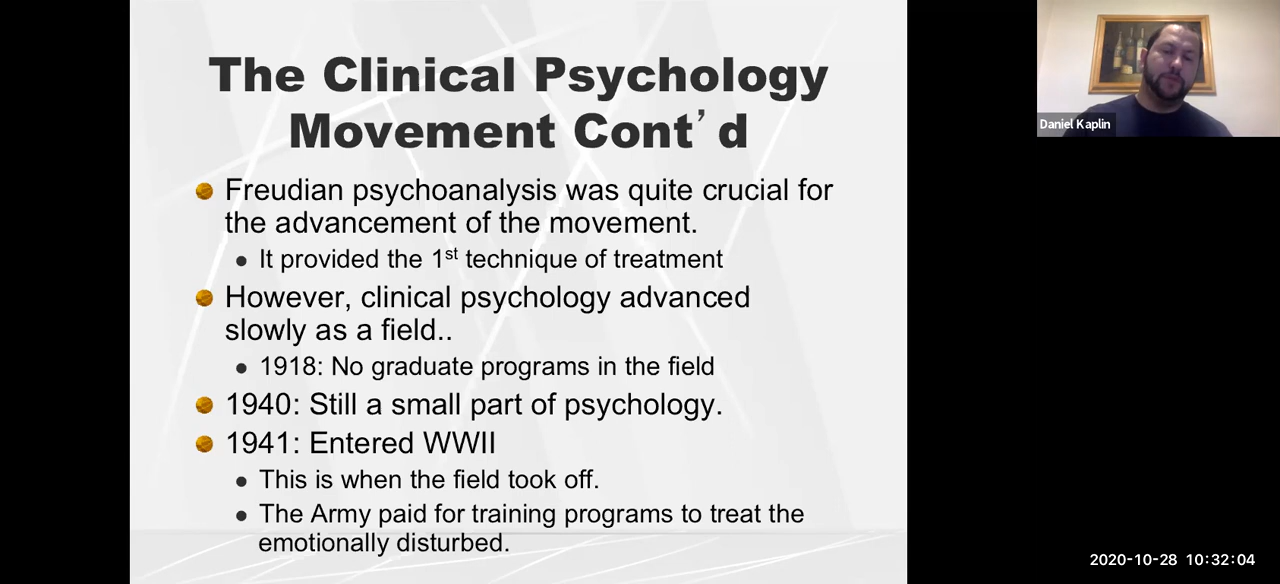 The Clinical Psychology
Movement Cont’d
Freudian psychoanalysis was quite crucial for
the advancement of the movement.
It provided the 1st technique of treatment
However, clinical psychology advanced
slowly as a field..
1918: No graduate programs in the field
1940: Still a small part of psychology.
1941: Entered WWII
This is when the field took off.
The Army paid for training programs to treat the
emotionally disturbed.
Daniel Kaplin
2020-10-28 10:32:04